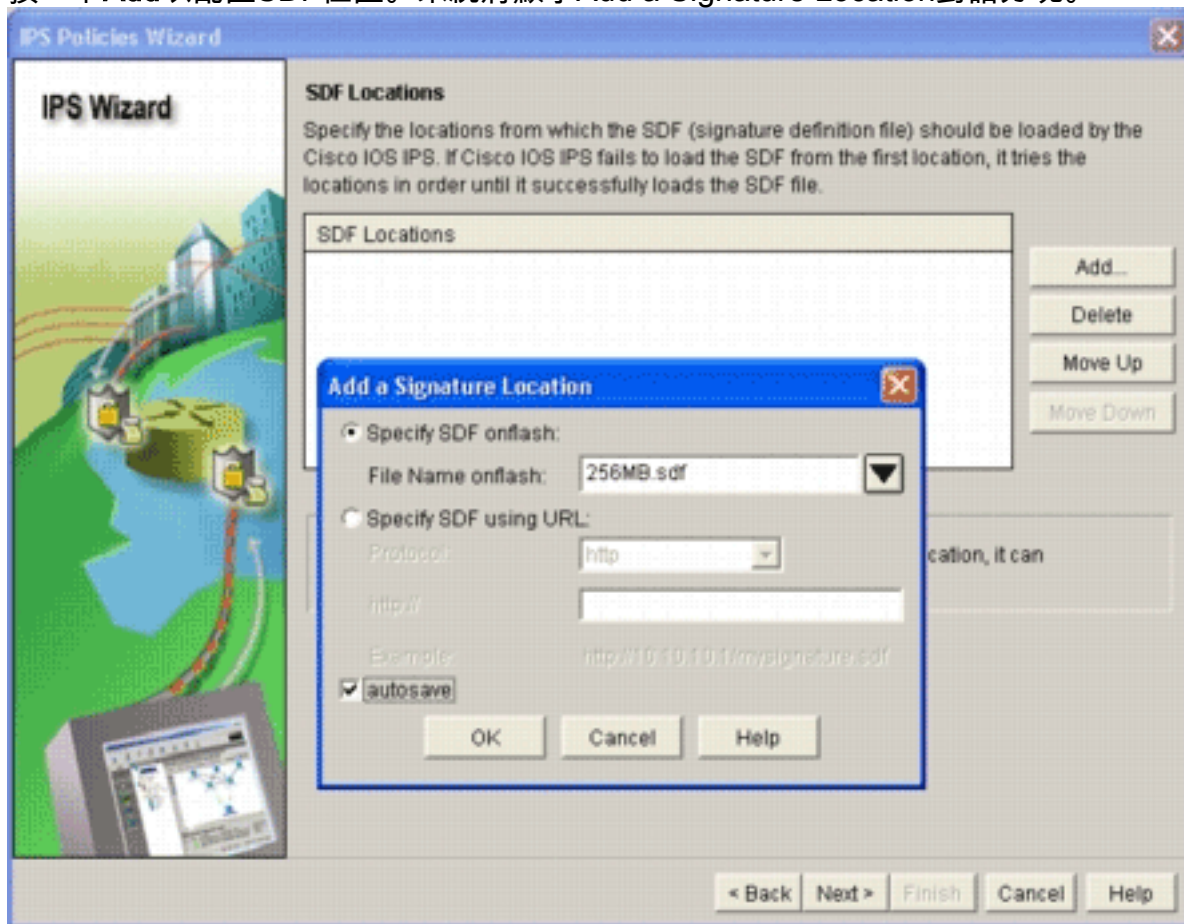 IPS Policies Wizard
IPS Wizard
SDF Locations
Specify the locations from which the SDF (signature definition file) should be loaded by the
Cisco IOS IPS. If Cisco IOS IPS fails to load the SDF from the first location, it tries the
locations in order until it successfully loads the SDF file.
SDF Locations
Add...
Delete
Move Up
Move Down
Add a Signature Location
Specify SDF onflash:
File Name onflash: 256MB.sdf
Specify SDF using URL:
Protocol: http
cation, it can
http://
Example: http://10.10.10.1/mysignature.sdf
autosave
OK Cancel Help
< Back Next > Finish Cancel Help